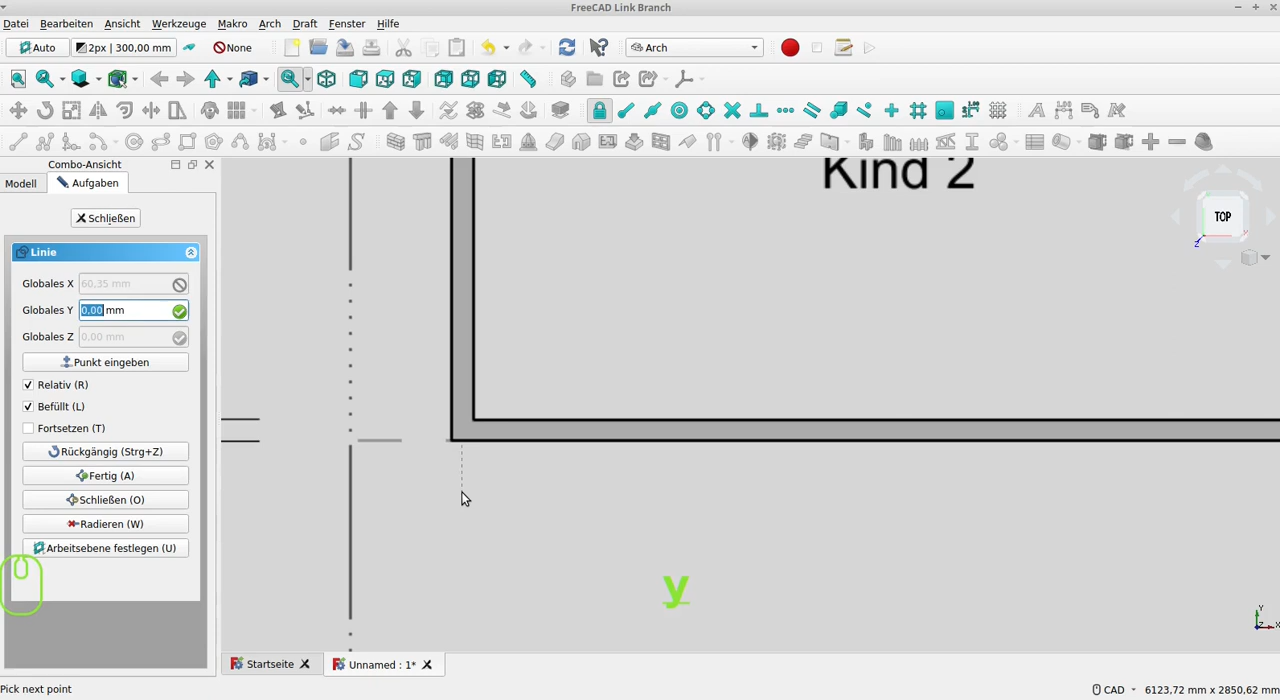 FreeCAD Link Branch
Datei Bearbeiten Ansicht Werkzeuge Makro Arch Draft Fenster Hilfe
Auto 2px | 300,00 mm None Arch
Combo-Ansicht
Modell Aufgaben
Schließen
Linie
Globales X 60,35 mm
Globales Y 0,00 mm
Globales Z 0,00 mm
Punkt eingeben
Relativ (R)
Befüllt (L)
Fortsetzen (T)
Rückgängig (Strg+Z)
Fertig (A)
Schließen (O)
Radieren (W)
Arbeitsebene festlegen (U)
Kind 2
TOP
Z Y
y
Y
Z X
Startseite Unnamed : 1*
Pick next point CAD 6123,72 mm x 2850,62 mm